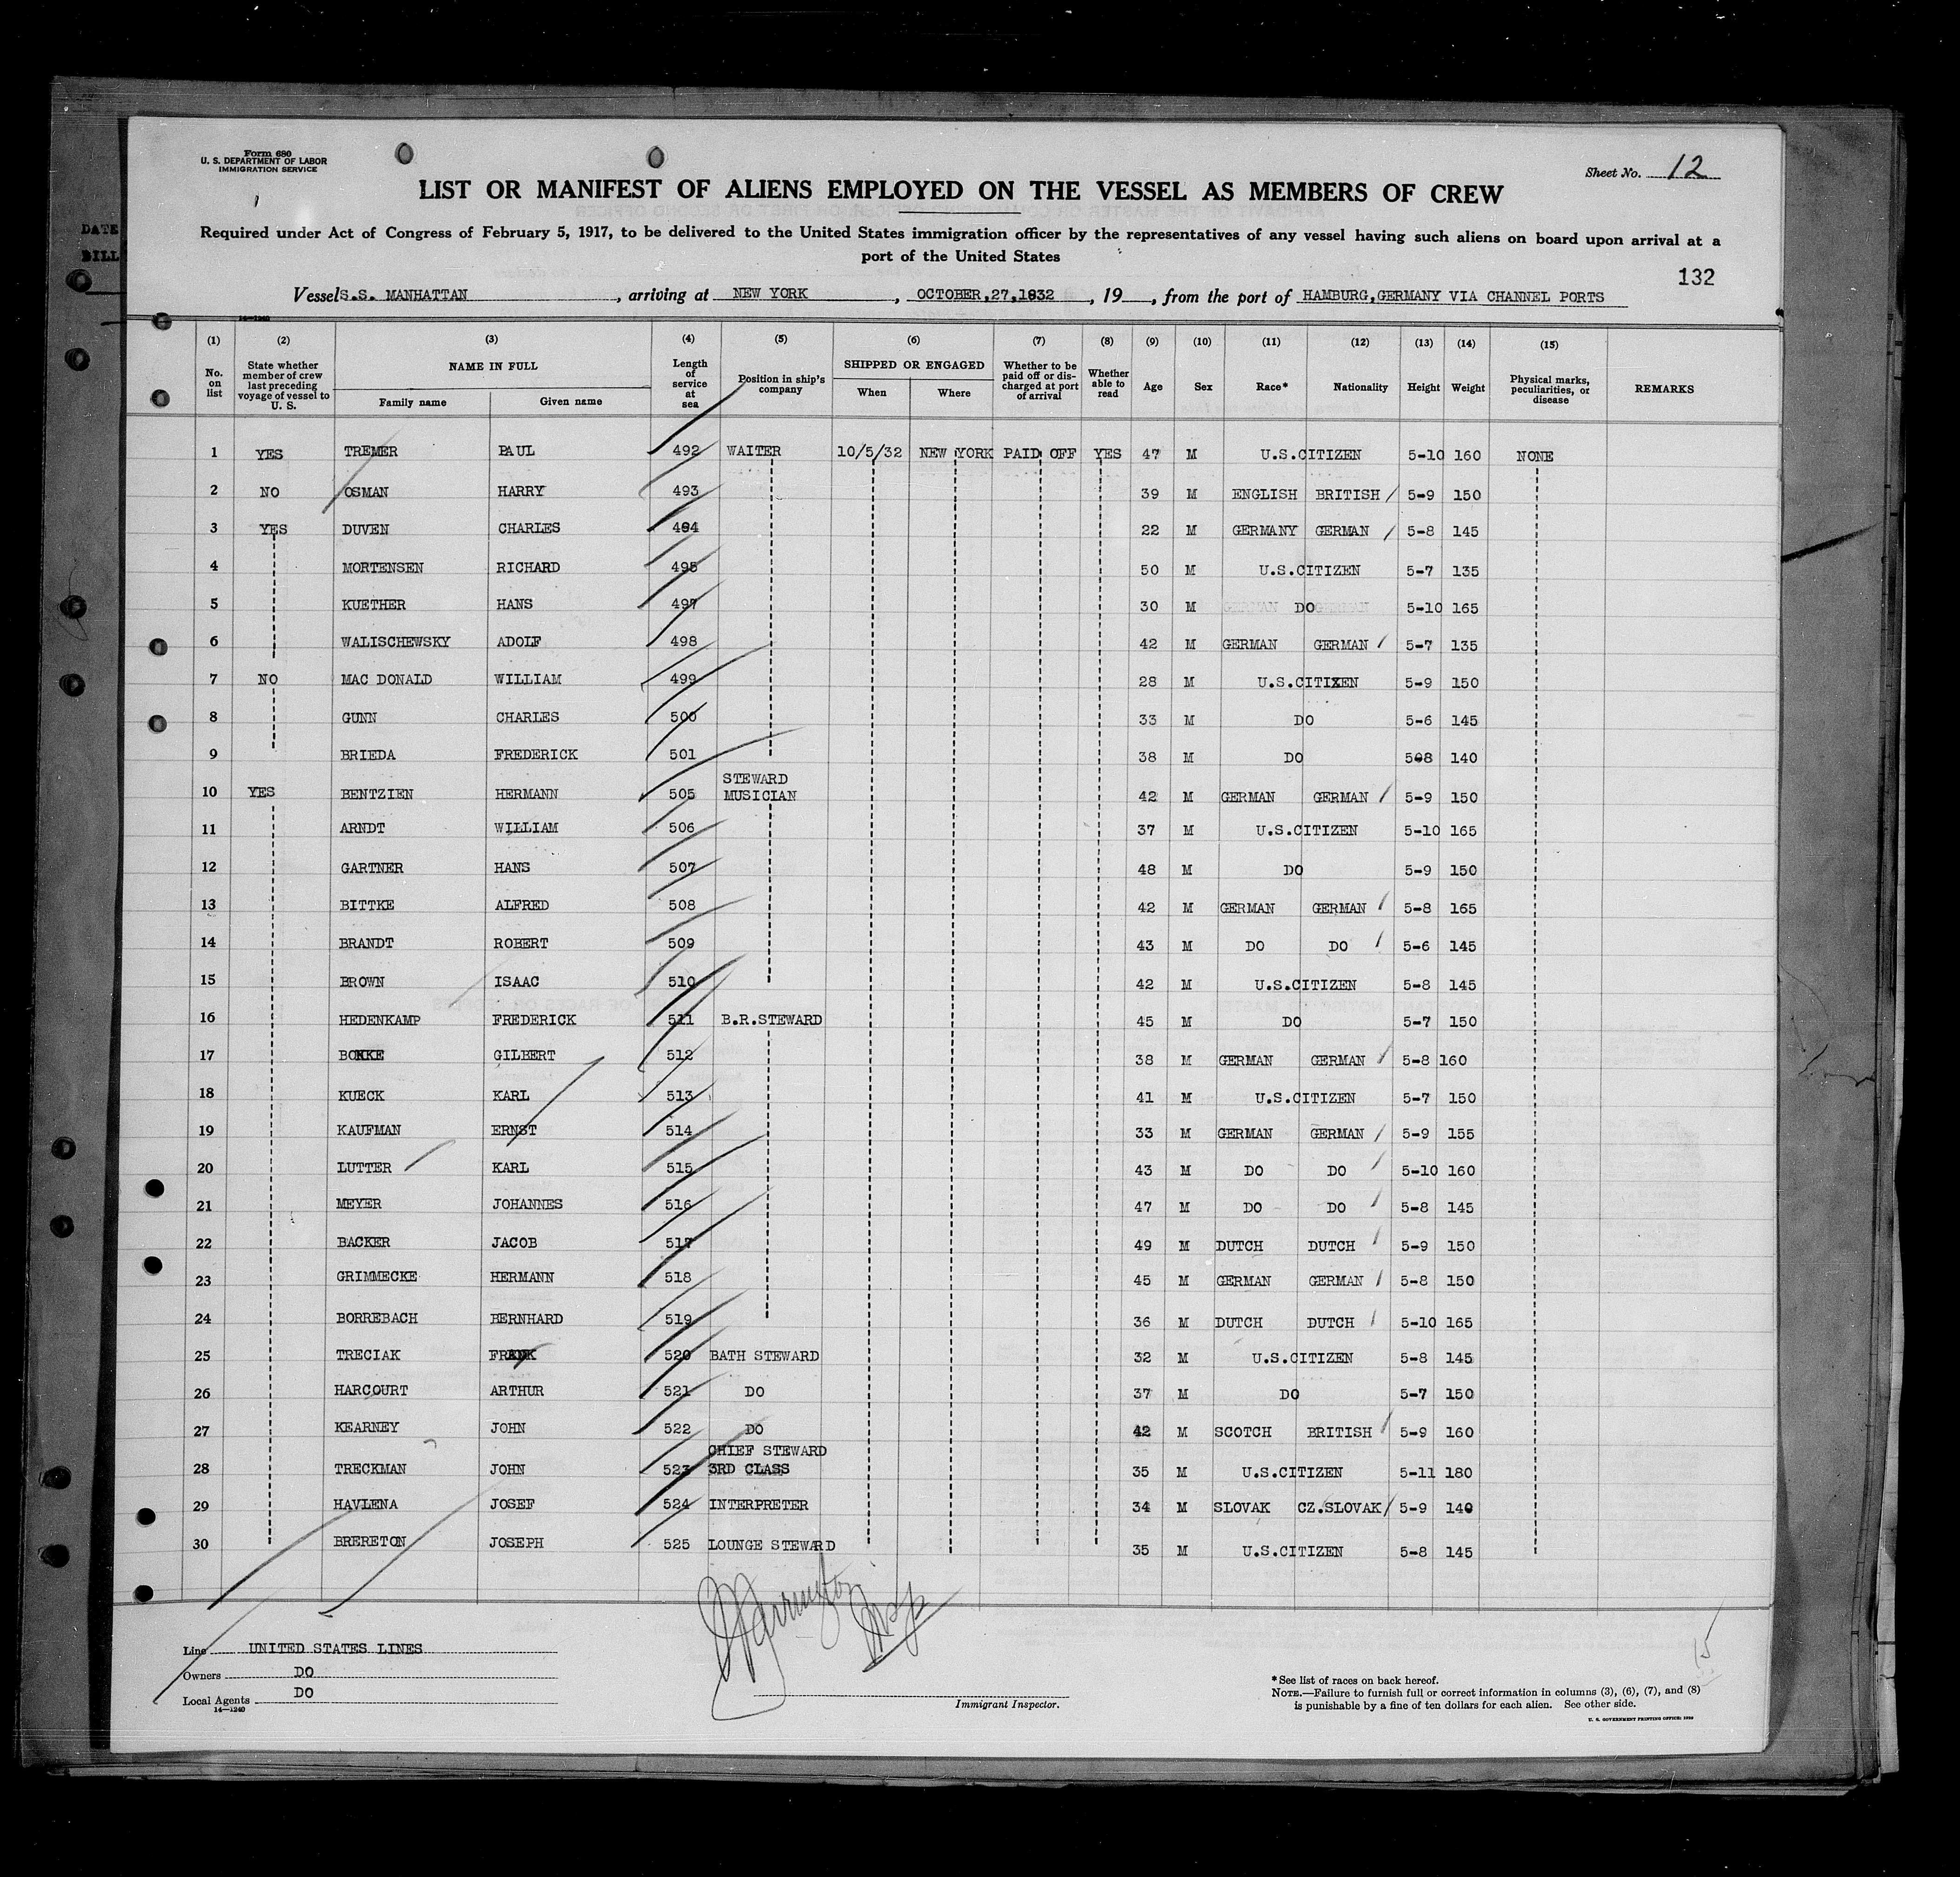 Form 680
U. S. DEPARTMENT OF LABOR
IMMIGRATION SERVICE
Sheet No. 12
LIST OR MANIFEST OF ALIENS EMPLOYED ON THE VESSEL AS MEMBERS OF CREW
DATE
BILL
Required under Act of Congress of February 5, 1917, to be delivered to the United States immigration officer by the representatives of any vessel having such aliens on board upon arrival at a
port of the United States
132
Vessel S.S. MANHATTAN, arriving at NEW YORK, OCTOBER,27,1832, 19, from the port of HAMBURG,GERMANY VIA CHANNEL PORTS
14—1240
(1) No. on list (2) State whether member of crew last preceding voyage of vessel to U. S. (3) NAME IN FULL Family name Given name (4) Length of service at sea (5) Position in ship's company (6) SHIPPED OR ENGAGED When Where (7) Whether to be paid off or discharged at port of arrival (8) Whether able to read (9) Age (10) Sex (11) Race* (12) Nationality (13) Height (14) Weight (15) Physical marks, peculiarities, or disease REMARKS
1 YES TREMER PAUL 492 WAITER 10/5/32 NEW YORK PAID OFF YES 47 M U.S.CITIZEN 5-10 160 NONE
2 NO OSMAN HARRY 493 39 M ENGLISH BRITISH 5-9 150
3 YES DUVEN CHARLES 494 22 M GERMANY GERMAN 5-8 145
4 MORTENSEN RICHARD 495 50 M U.S.CITIZEN 5-7 135
5 KUETHER HANS 497 30 M DO 5-10 165
6 WALISCHEWSKY ADOLF 498 42 M GERMAN GERMAN 5-7 135
7 NO MAC DONALD WILLIAM 499 28 M U.S.CITIZEN 5-9 150
8 GUNN CHARLES 500 33 M DO 5-6 145
9 BRIEDA FREDERICK 501 38 M DO 508 140
10 YES BENTZIEN HERMANN 505 STEWARD MUSICIAN 42 M GERMAN GERMAN 5-9 150
11 ARNDT WILLIAM 506 37 M U.S.CITIZEN 5-10 165
12 GARTNER HANS 507 48 M DO 5-9 150
13 BITTKE ALFRED 508 42 M GERMAN GERMAN 5-8 165
14 BRANDT ROBERT 509 43 M DO DO 5-6 145
15 BROWN ISAAC 510 42 M U.S.CITIZEN 5-8 145
16 HEDENKAMP FREDERICK 511 B.R.STEWARD 45 M DO 5-7 150
17 GILBERT 512 38 M GERMAN GERMAN 5-8 160
18 KUECK KARL 513 41 M U.S.CITIZEN 5-7 150
19 KAUFMAN ERNST 514 33 M GERMAN GERMAN 5-9 155
20 LUTTER KARL 515 43 M DO DO 5-10 160
21 MEYER JOHANNES 516 47 M DO DO 5-8 145
22 BACKER JACOB 517 49 M DUTCH DUTCH 5-9 150
23 GRIMMECKE HERMANN 518 45 M GERMAN GERMAN 5-8 150
24 BORREBACH BERNHARD 519 36 M DUTCH DUTCH 5-10 165
25 TRECIAK FRANK 520 BATH STEWARD 32 M U.S.CITIZEN 5-8 145
26 HARCOURT ARTHUR 521 DO 37 M DO 5-7 150
27 KEARNEY JOHN 522 DO 42 M SCOTCH BRITISH 5-9 160
28 TRECKMAN JOHN 523 CHIEF STEWARD 3RD CLASS 35 M U.S.CITIZEN 5-11 180
29 HAVLENA JOSEF 524 INTERPRETER 34 M SLOVAK CZ.SLOVAK 5-9 140
30 BRERETON JOSEPH 525 LOUNGE STEWARD 35 M U.S.CITIZEN 5-8 145
15
Line UNITED STATES LINES
Owners DO
Local Agents DO
14—1240
Immigrant Inspector.
* See list of races on back hereof.
NOTE.—Failure to furnish full or correct information in columns (3), (6), (7), and (8)
is punishable by a fine of ten dollars for each alien. See other side.
U. S. GOVERNMENT PRINTING OFFICE: 1930